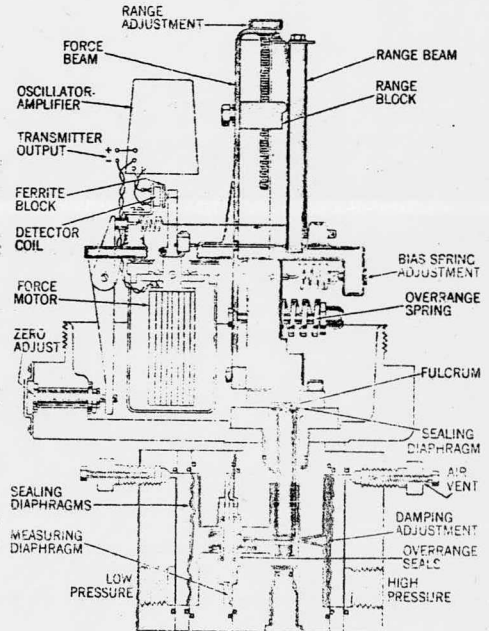 RANGE
ADJUSTMENT
FORCE
BEAM
RANGE BEAM
OSCILLATOR-
AMPLIFIER
RANGE
BLOCK
TRANSMITTER
OUTPUT
+
-
FERRITE
BLOCK
DETECTOR
COIL
BIAS SPRING
ADJUSTMENT
FORCE
MOTOR
OVERRANGE
SPRING
ZERO
ADJUST
FULCRUM
SEALING
DIAPHRAGM
AIR
VENT
SEALING
DIAPHRAGMS
DAMPING
ADJUSTMENT
MEASURING
DIAPHRAGM
OVERRANGE
SEALS
LOW
PRESSURE
HIGH
PRESSURE